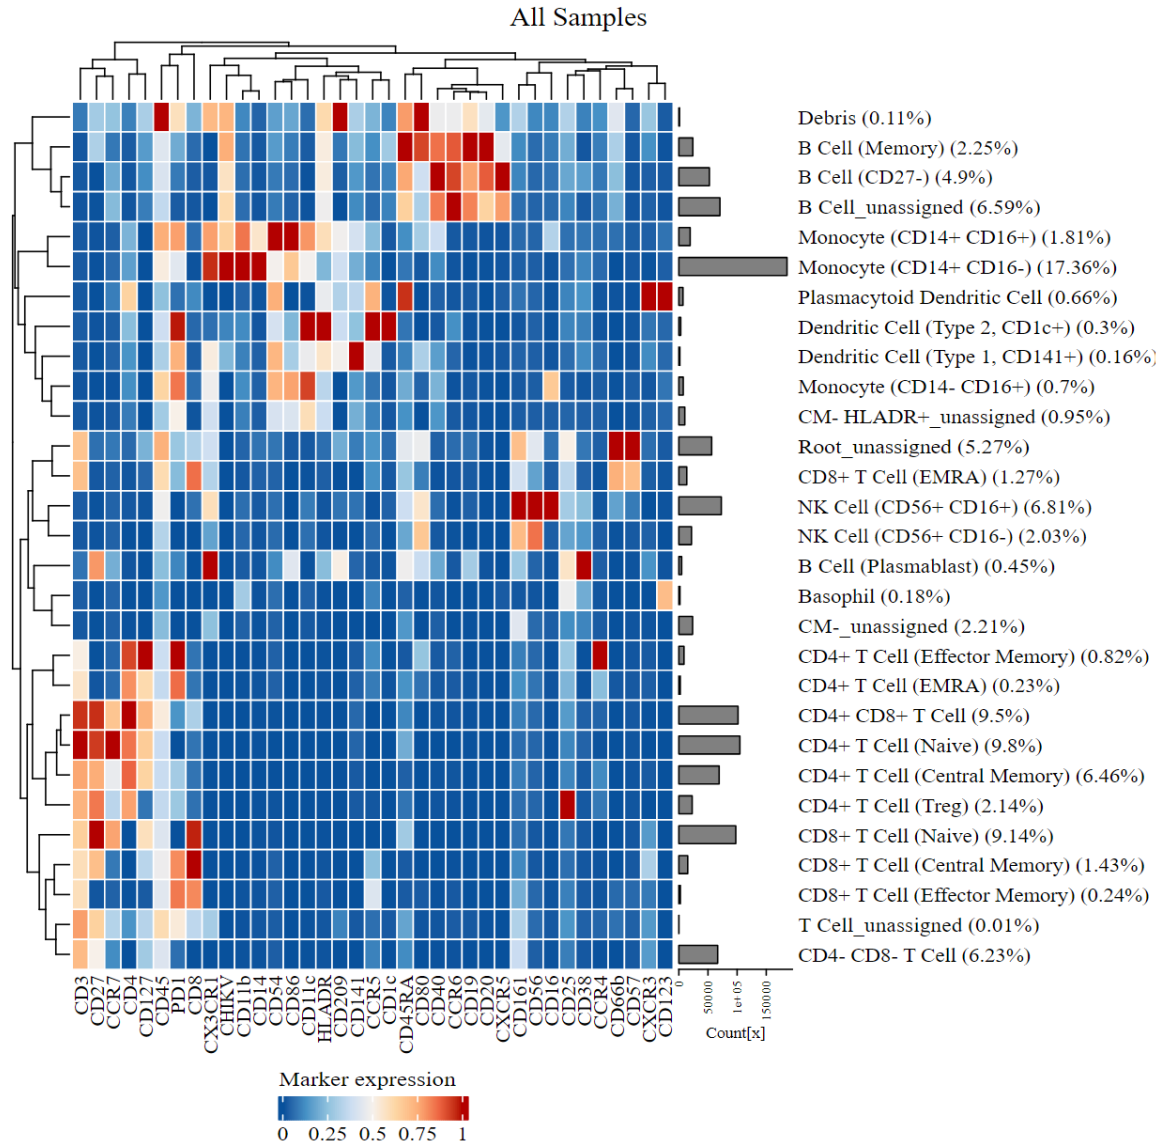 All Samples
Debris (0.11%)
B Cell (Memory) (2.25%)
B Cell (CD27-) (4.9%)
B Cell_unassigned (6.59%)
Monocyte (CD14+ CD16+) (1.81%)
Monocyte (CD14+ CD16-) (17.36%)
Plasmacytoid Dendritic Cell (0.66%)
Dendritic Cell (Type 2, CD1c+) (0.3%)
Dendritic Cell (Type 1, CD141+) (0.16%)
Monocyte (CD14- CD16+) (0.7%)
CM- HLADR+_unassigned (0.95%)
Root_unassigned (5.27%)
CD8+ T Cell (EMRA) (1.27%)
NK Cell (CD56+ CD16+) (6.81%)
NK Cell (CD56+ CD16-) (2.03%)
B Cell (Plasmablast) (0.45%)
Basophil (0.18%)
CM-_unassigned (2.21%)
CD4+ T Cell (Effector Memory) (0.82%)
CD4+ T Cell (EMRA) (0.23%)
CD4+ CD8+ T Cell (9.5%)
CD4+ T Cell (Naive) (9.8%)
CD4+ T Cell (Central Memory) (6.46%)
CD4+ T Cell (Treg) (2.14%)
CD8+ T Cell (Naive) (9.14%)
CD8+ T Cell (Central Memory) (1.43%)
CD8+ T Cell (Effector Memory) (0.24%)
T Cell_unassigned (0.01%)
CD4- CD8- T Cell (6.23%)
CD3
CD27
CCR7
CD4
CD127
CD45
PD1
CD8
CX3CR1
CHIKV
CD11b
CD14
CD54
CD86
CD11c
HLADR
CD209
CD141
CCR5
CD1c
CD45RA
CD80
CD40
CCR6
CD19
CD20
CXCR5
CD161
CD56
CD16
CD25
CD38
CCR4
CD66b
CD57
CXCR3
CD123
0
50000
1e+05
150000
Count[x]
Marker expression
0 0.25 0.5 0.75 1